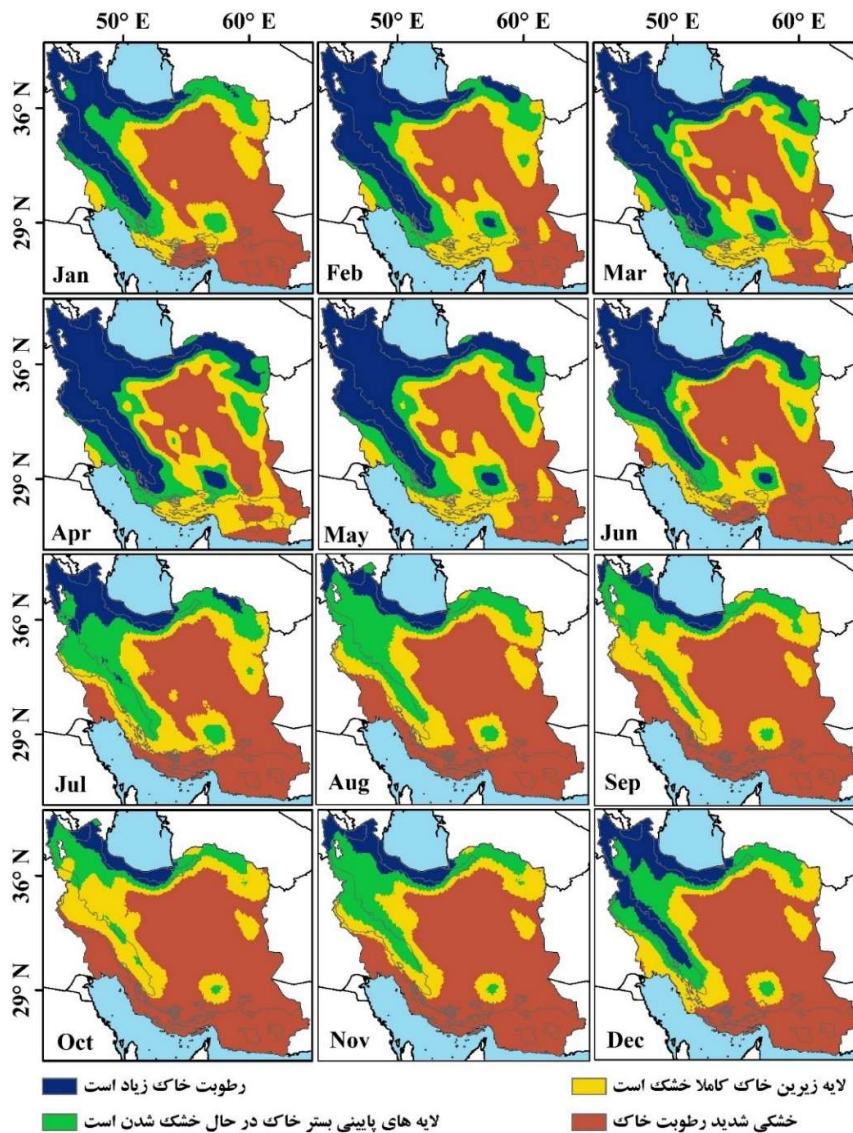 50° E 60° E 50° E 60° E 50° E 60° E
36° N
29° N
Jan Feb Mar
36° N
29° N
Apr May Jun
36° N
29° N
Jul Aug Sep
36° N
29° N
Oct Nov Dec
رطوبت خاک زیاد است
لایه زیرین خاک کاملا خشک است
لایه های پایینی بستر خاک در حال خشک شدن است
خشکی شدید رطوبت خاک